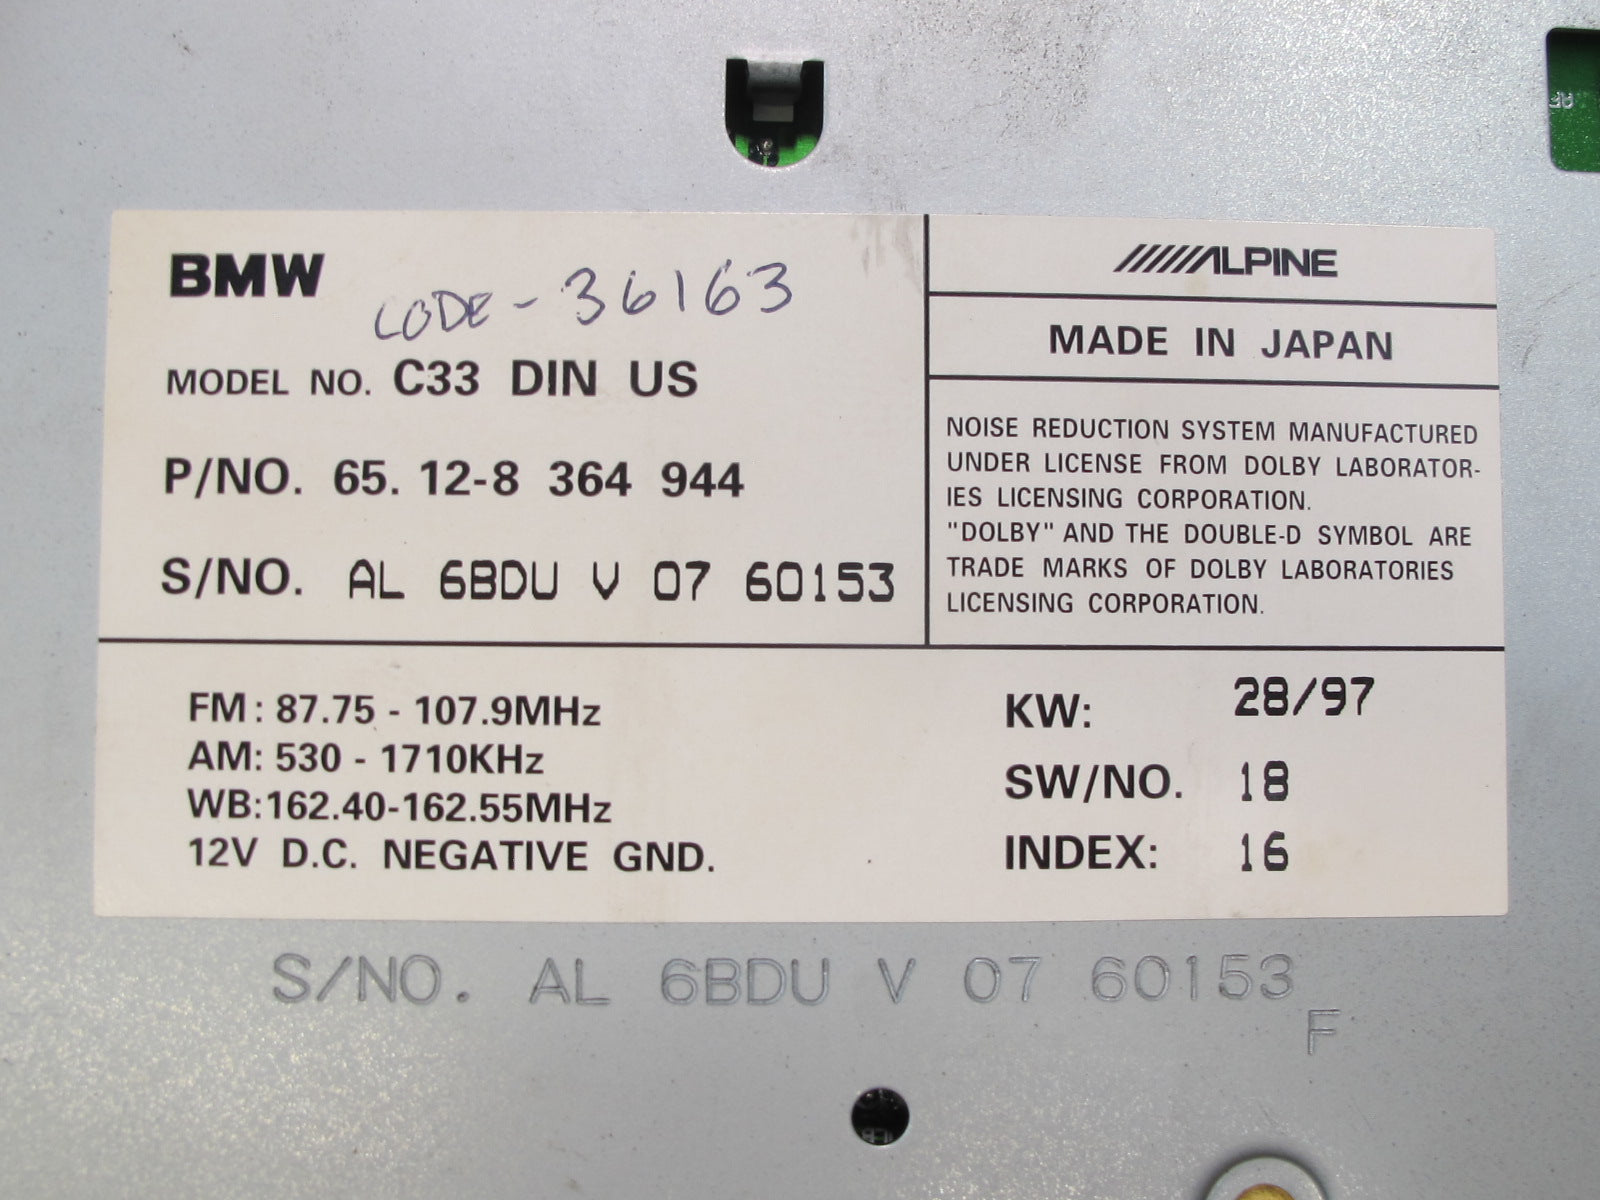 BMW
CODE - 36163
MODEL NO. C33 DIN US
P/NO. 65. 12-8 364 944
S/NO. AL 6BDU V 07 60153
ALPINE
MADE IN JAPAN
NOISE REDUCTION SYSTEM MANUFACTURED
UNDER LICENSE FROM DOLBY LABORATOR-
IES LICENSING CORPORATION.
"DOLBY" AND THE DOUBLE-D SYMBOL ARE
TRADE MARKS OF DOLBY LABORATORIES
LICENSING CORPORATION.
FM: 87.75 - 107.9MHz
AM: 530 - 1710KHz
WB:162.40-162.55MHz
12V D.C. NEGATIVE GND.
KW: 28/97
SW/NO. 18
INDEX: 16
S/NO. AL 6BDU V 07 60153
F